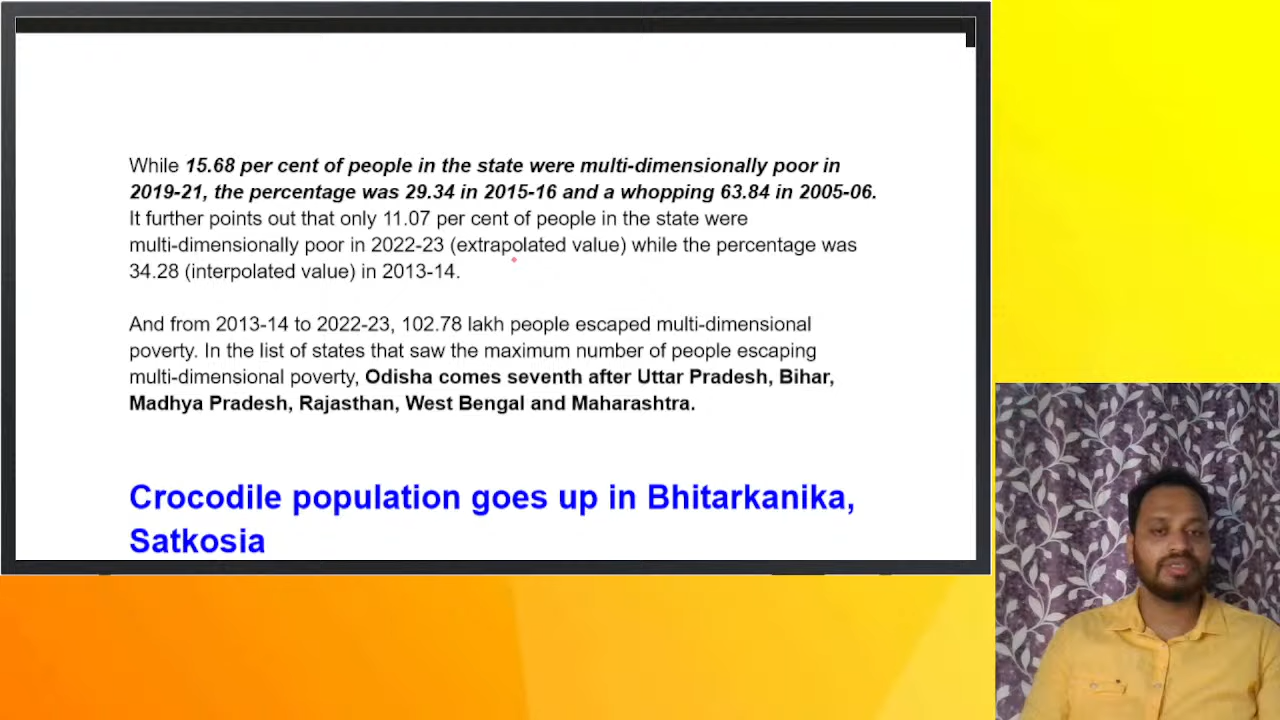 While 15.68 per cent of people in the state were multi-dimensionally poor in
2019-21, the percentage was 29.34 in 2015-16 and a whopping 63.84 in 2005-06.
It further points out that only 11.07 per cent of people in the state were
multi-dimensionally poor in 2022-23 (extrapolated value) while the percentage was
34.28 (interpolated value) in 2013-14.
And from 2013-14 to 2022-23, 102.78 lakh people escaped multi-dimensional
poverty. In the list of states that saw the maximum number of people escaping
multi-dimensional poverty, Odisha comes seventh after Uttar Pradesh, Bihar,
Madhya Pradesh, Rajasthan, West Bengal and Maharashtra.
Crocodile population goes up in Bhitarkanika,
Satkosia